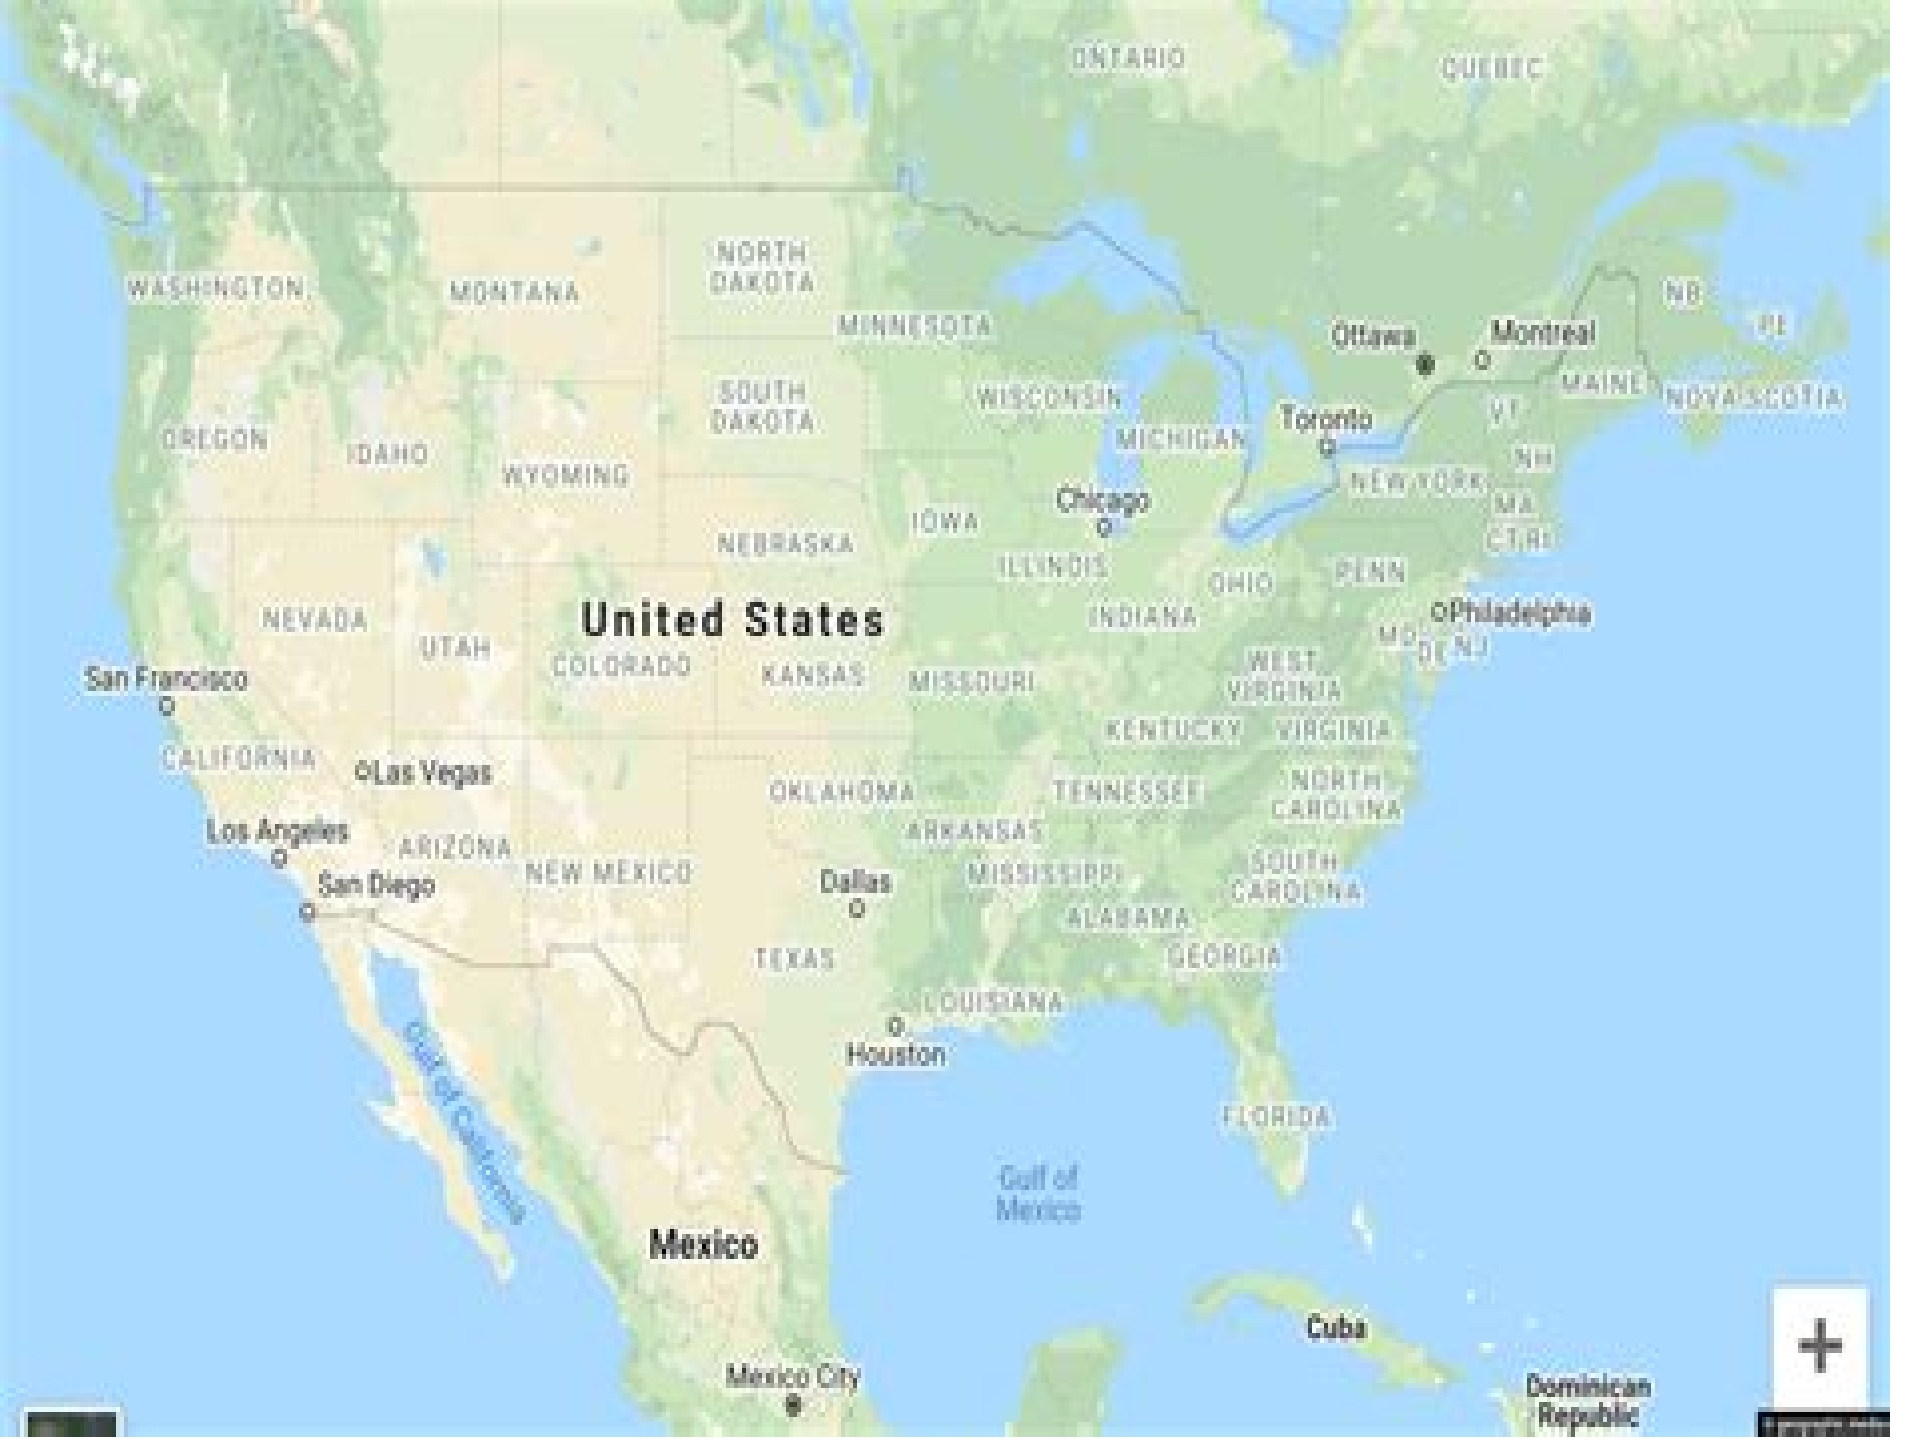 ONTARIO
QUEBEC
WASHINGTON
MONTANA
NORTH
DAKOTA
MINNESOTA
NB
PE
Ottawa
Montreal
MAINE
NOVA SCOTIA
SOUTH
DAKOTA
WISCONSIN
VT
Toronto
MICHIGAN
OREGON
IDAHO
WYOMING
NH
NEW YORK
MA
Chicago
IOWA
CT RI
NEBRASKA
ILLINOIS
OHIO
PENN
United States
NEVADA
UTAH
INDIANA
Philadelphia
MD
DE NJ
COLORADO
KANSAS
MISSOURI
WEST
VIRGINIA
San Francisco
KENTUCKY
VIRGINIA
CALIFORNIA
Las Vegas
OKLAHOMA
TENNESSEE
NORTH
CAROLINA
Los Angeles
ARIZONA
ARKANSAS
NEW MEXICO
MISSISSIPPI
SOUTH
CAROLINA
San Diego
Dallas
ALABAMA
TEXAS
GEORGIA
LOUISIANA
Houston
Gulf of California
FLORIDA
Gulf of
Mexico
Mexico
Cuba
Mexico City
Dominican
Republic
+